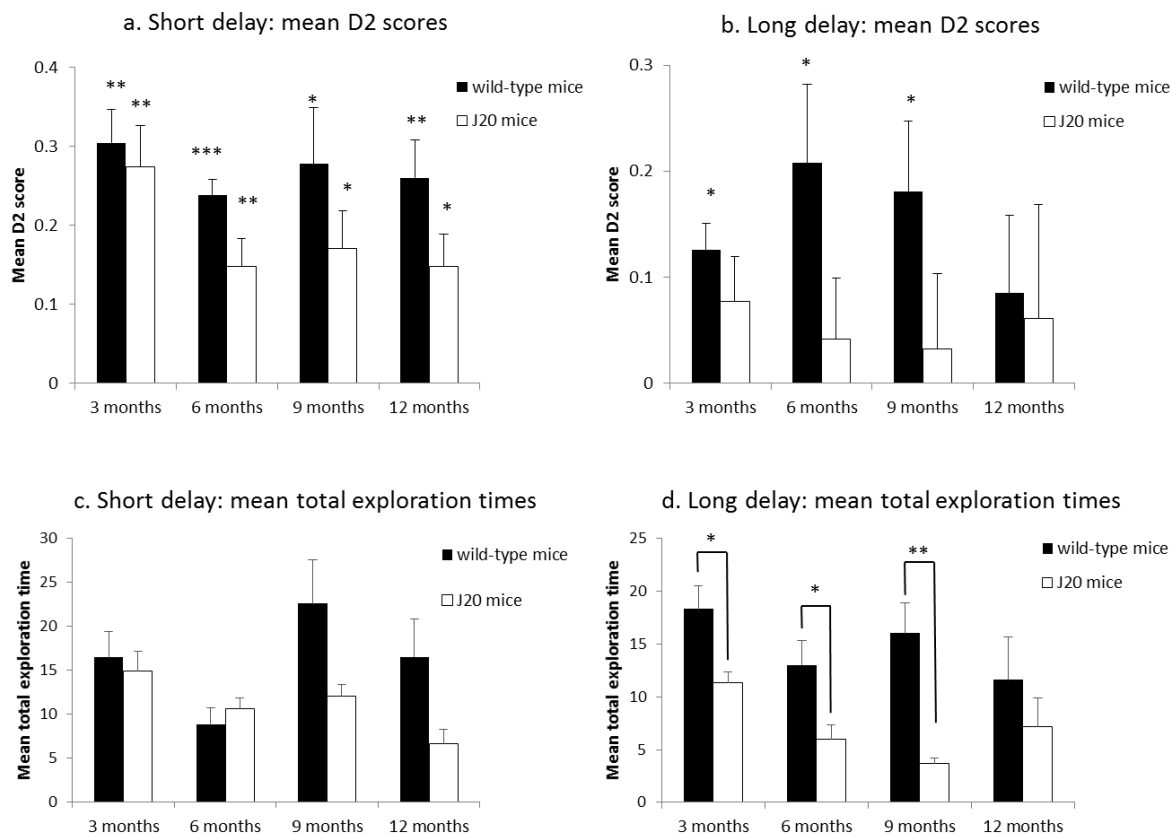 a. Short delay: mean D2 scores
0.4
0.3
0.2
0.1
0
Mean D2 score
** ** *** ** * * ** *
wild-type mice
J20 mice
3 months 6 months 9 months 12 months
b. Long delay: mean D2 scores
0.3
0.2
0.1
0
Mean D2 score
* * *
wild-type mice
J20 mice
3 months 6 months 9 months 12 months
c. Short delay: mean total exploration times
30
25
20
15
10
5
0
Mean total exploration time
wild-type mice
J20 mice
3 months 6 months 9 months 12 months
d. Long delay: mean total exploration times
25
20
15
10
5
0
Mean total exploration time
* * **
wild-type mice
J20 mice
3 months 6 months 9 months 12 months